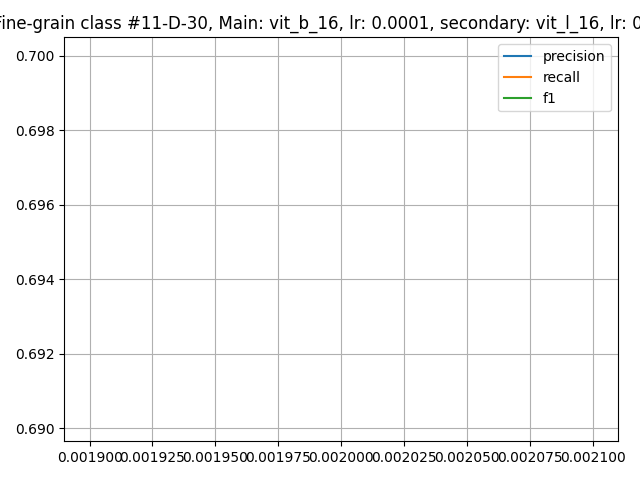 Fine-grain class #11-D-30, Main: vit_b_16, lr: 0.0001, secondary: vit_l_16, lr: 0
precision
recall
f1
0.700
0.698
0.696
0.694
0.692
0.690
0.001900 0.001925 0.001950 0.001975 0.002000 0.002025 0.002050 0.002075 0.002100